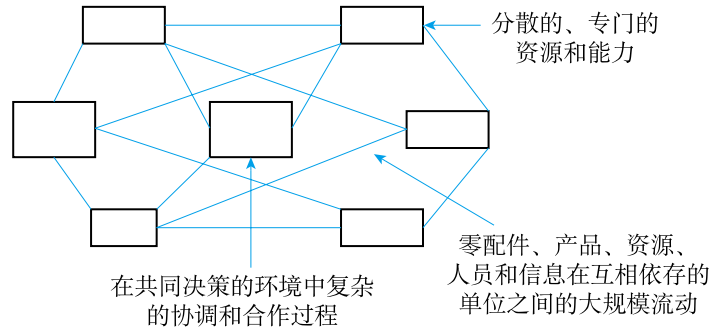 分散的、专门的
资源和能力
零配件、产品、资源、
人员和信息在互相依存的
单位之间的大规模流动
在共同决策的环境中复杂
的协调和合作过程